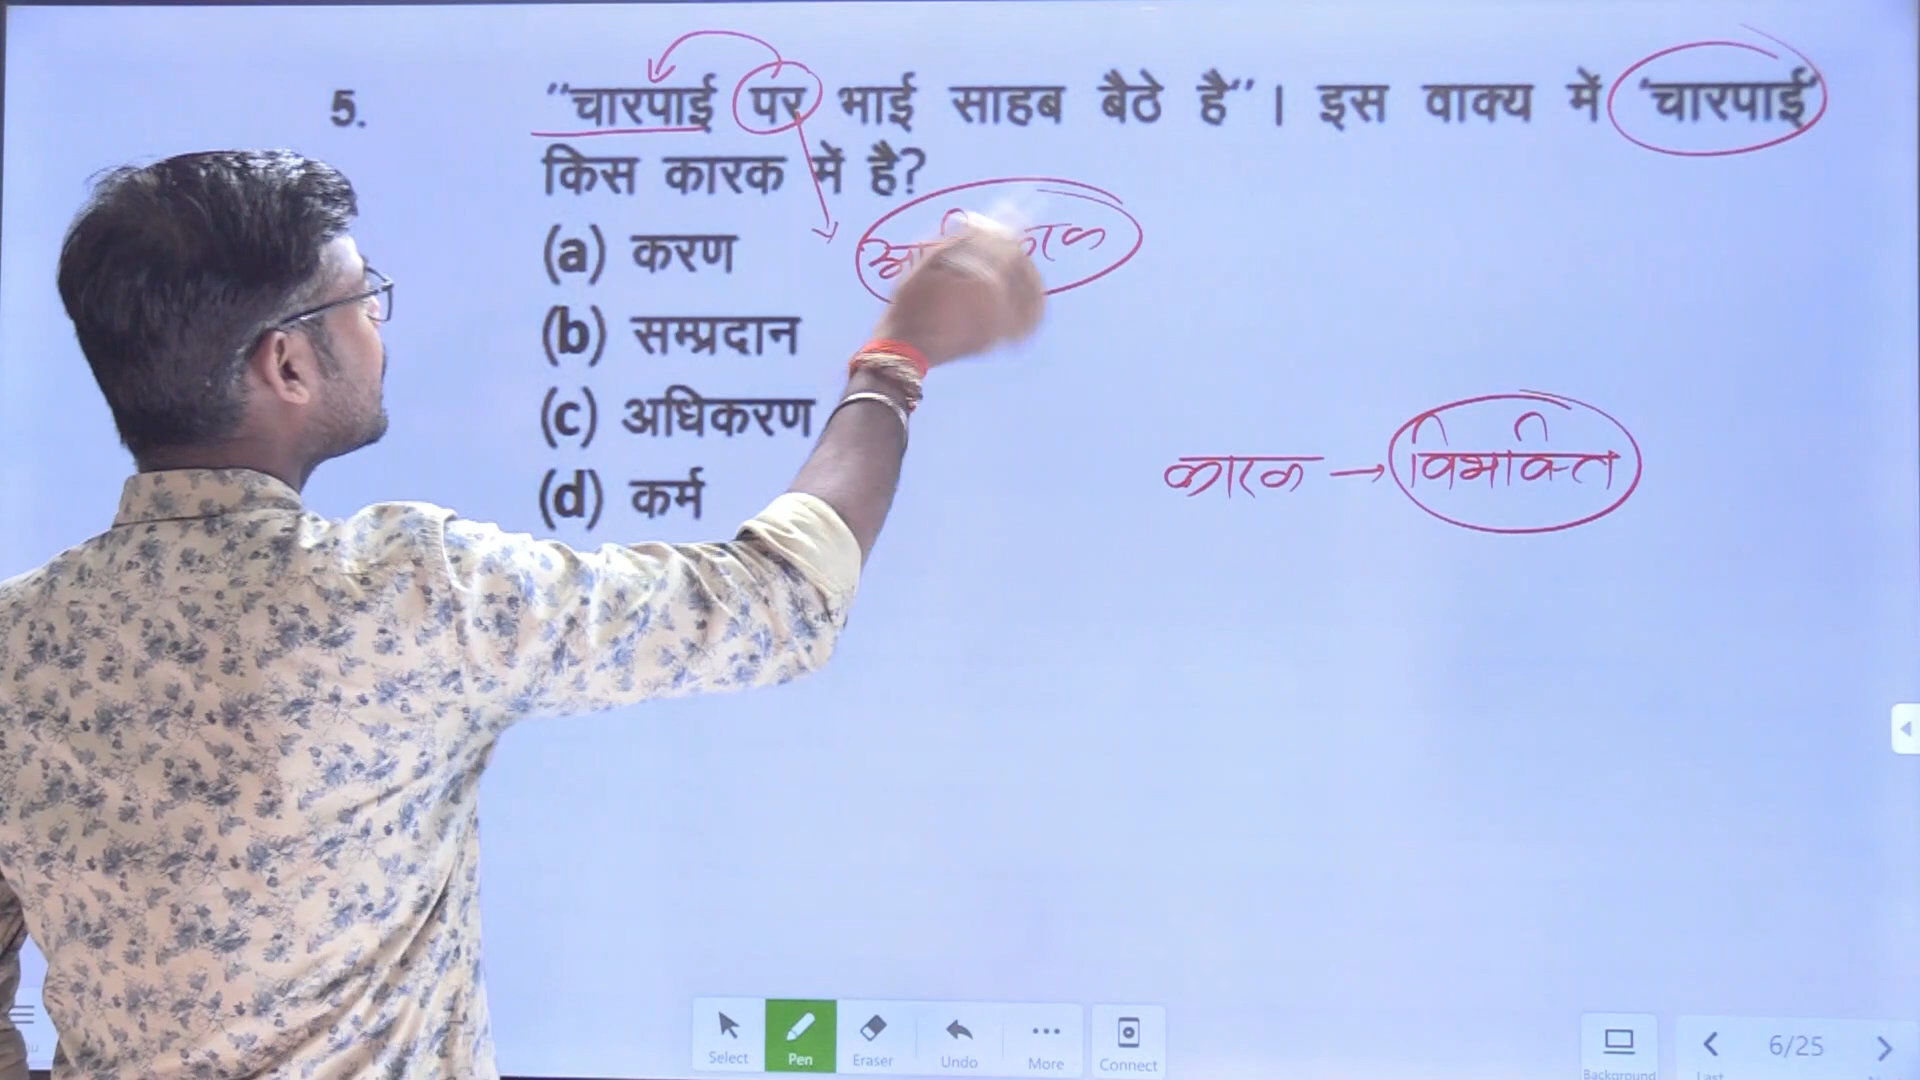 5. "चारपाई पर भाई साहब बैठे है"। इस वाक्य में 'चारपाई'
किस कारक में है?
(a) करण
(b) सम्प्रदान
(c) अधिकरण
(d) कर्म
कारक → विभक्ति
Select
Pen
Eraser
Undo
More
Connect
Background
6/25